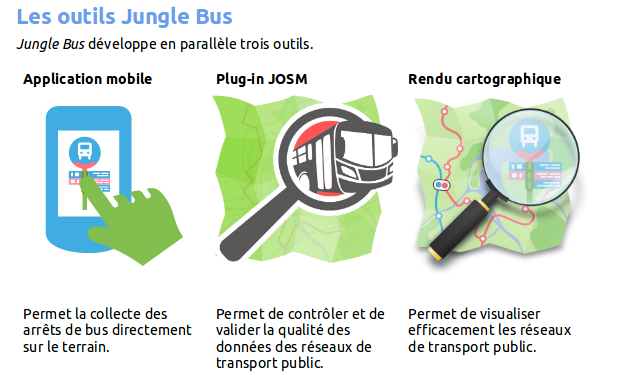 Les outils Jungle Bus
Jungle Bus développe en parallèle trois outils.
Application mobile
Permet la collecte des
arrêts de bus directement
sur le terrain.
Plug-in JOSM
Permet de contrôler et de
valider la qualité des
données des réseaux de
transport public.
Rendu cartographique
Permet de visualiser
efficacement les réseaux
de transport public.